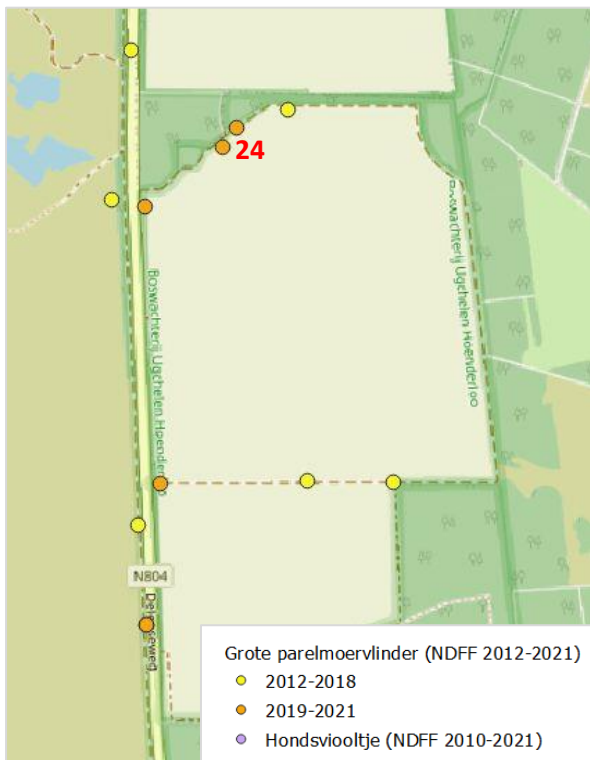 24
Boswachterij Ugchelen Hoenderloo
Boswachterij Ugchelen Hoenderloo
N804
Delenseweg
Grote parelmoervlinder (NDFF 2012-2021)
2012-2018
2019-2021
Hondsviooltje (NDFF 2010-2021)